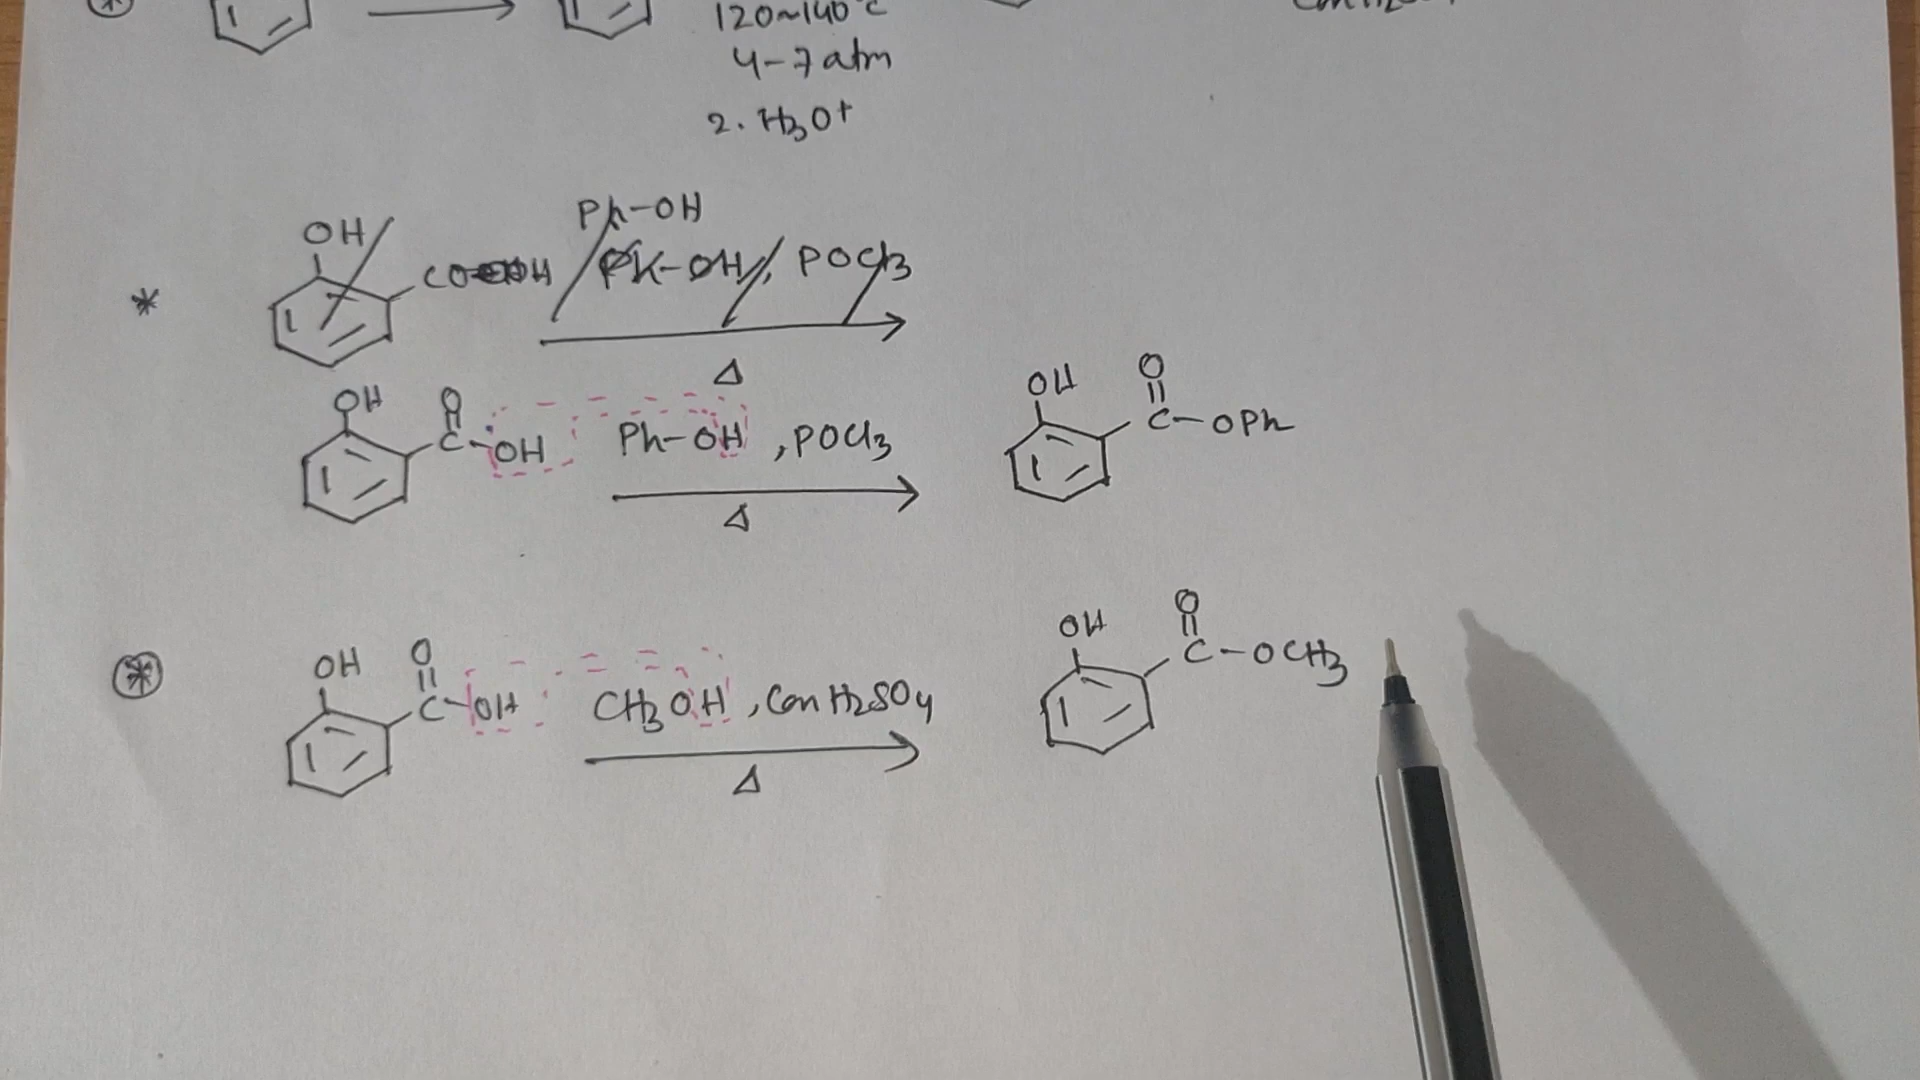 120~140°C
4-7 atm
2. H3O+
Ph-OH
OH
CO
Ph-OH, POCl3
*
Δ
OH O
C-OH Ph-OH , POCl3
Δ
OH O
C-OPh
*
OH O
C-OH CH3OH , Con H2SO4
Δ
OH O
C-OCH3